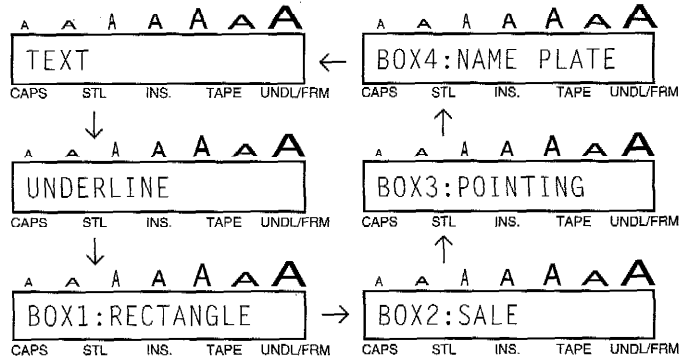 A A A A A A A
TEXT
CAPS STL INS. TAPE UNDL/FRM
A A A A A A A
UNDERLINE
CAPS STL INS. TAPE UNDL/FRM
A A A A A A A
BOX1:RECTANGLE
CAPS STL INS. TAPE UNDL/FRM
A A A A A A A
BOX2:SALE
CAPS STL INS. TAPE UNDL/FRM
A A A A A A A
BOX3:POINTING
CAPS STL INS. TAPE UNDL/FRM
A A A A A A A
BOX4:NAME PLATE
CAPS STL INS. TAPE UNDL/FRM